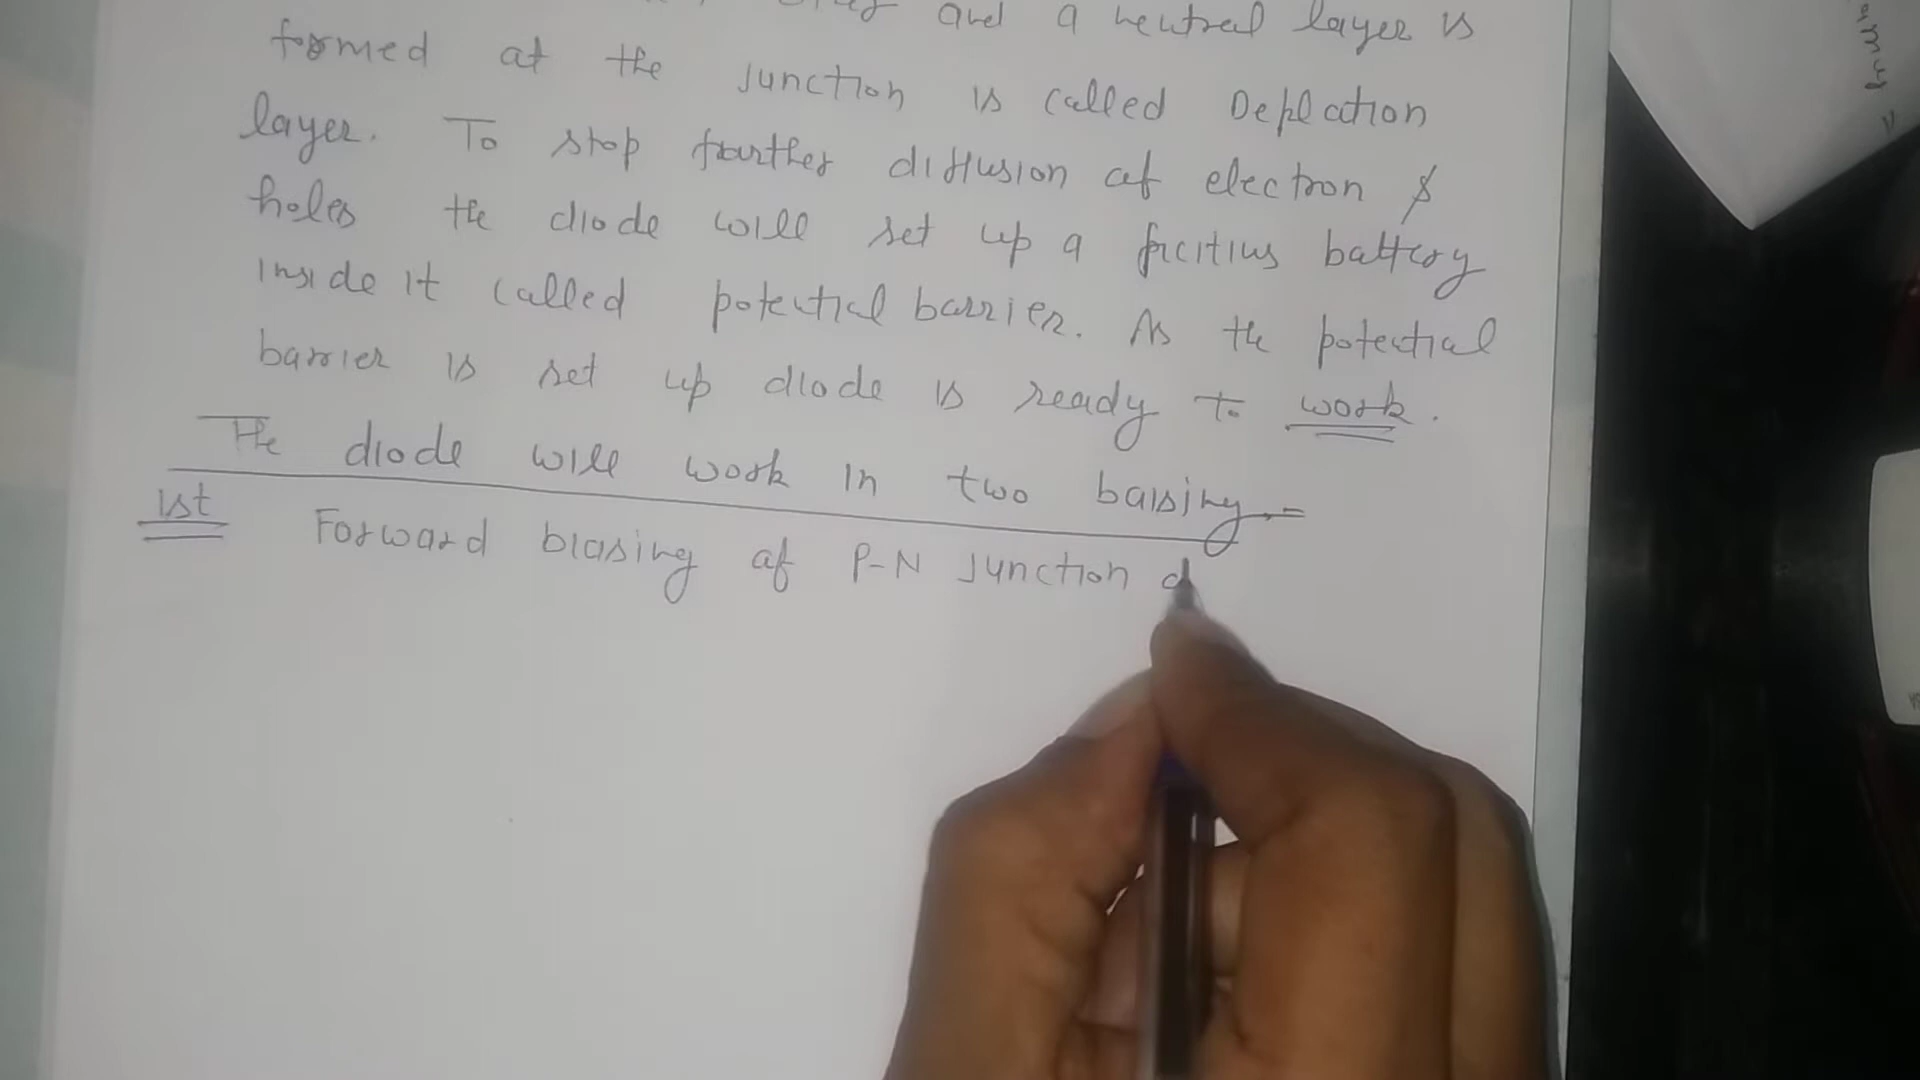 and a neutral layer is
formed at the junction is called Deplation
layer. To stop further diffusion of electron &
holes the diode will set up a ficitius battery
inside it called potential barrier. As the potential
barrier is set up diode is ready to work.
The diode will work in two baising.=
1st Forward biasing of P-N Junction d